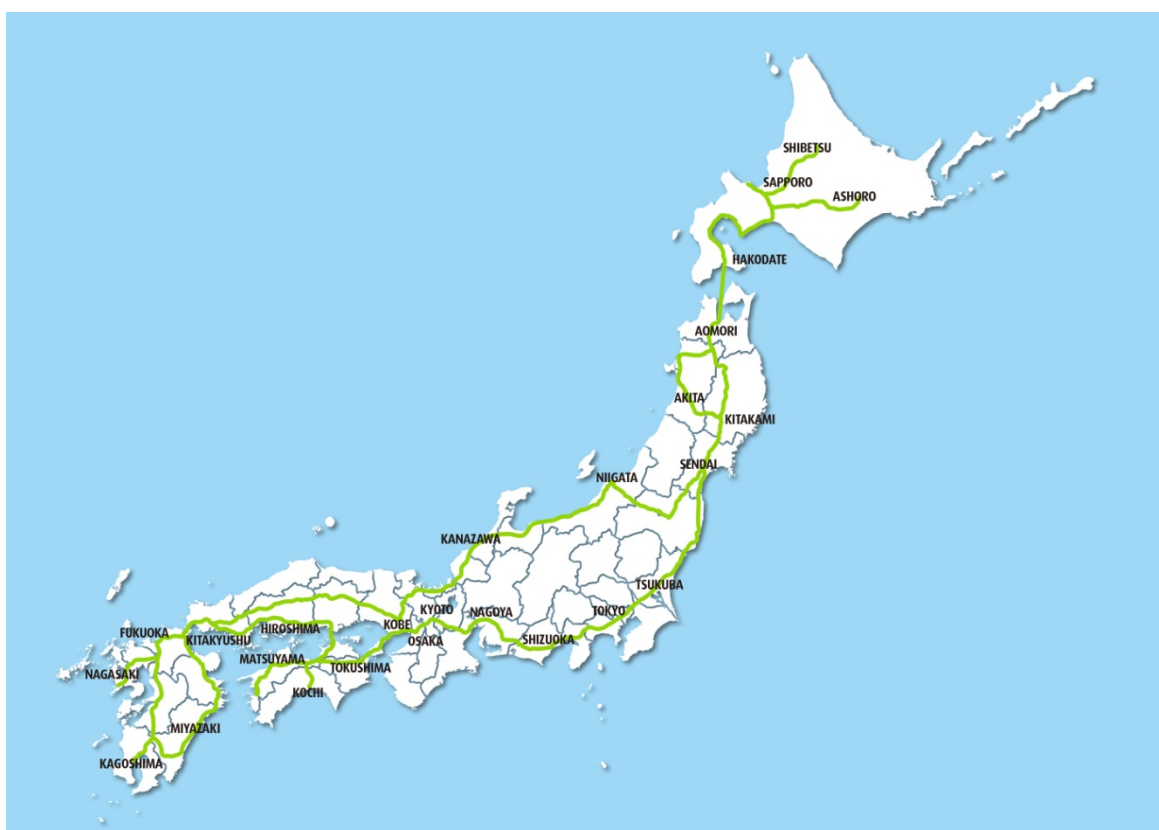 SHIBETSU
SAPPORO
ASHORO
HAKODATE
AOMORI
AKITA
KITAKAMI
SENDAI
NIIGATA
KANAZAWA
TSUKUBA
KYOTO
NAGOYA
TOKYO
KOBE
HIROSHIMA
FUKUOKA
KITAKYUSHU
OSAKA
SHIZUOKA
MATSUYAMA
TOKUSHIMA
NAGASAKI
KOCHI
MIYAZAKI
KAGOSHIMA